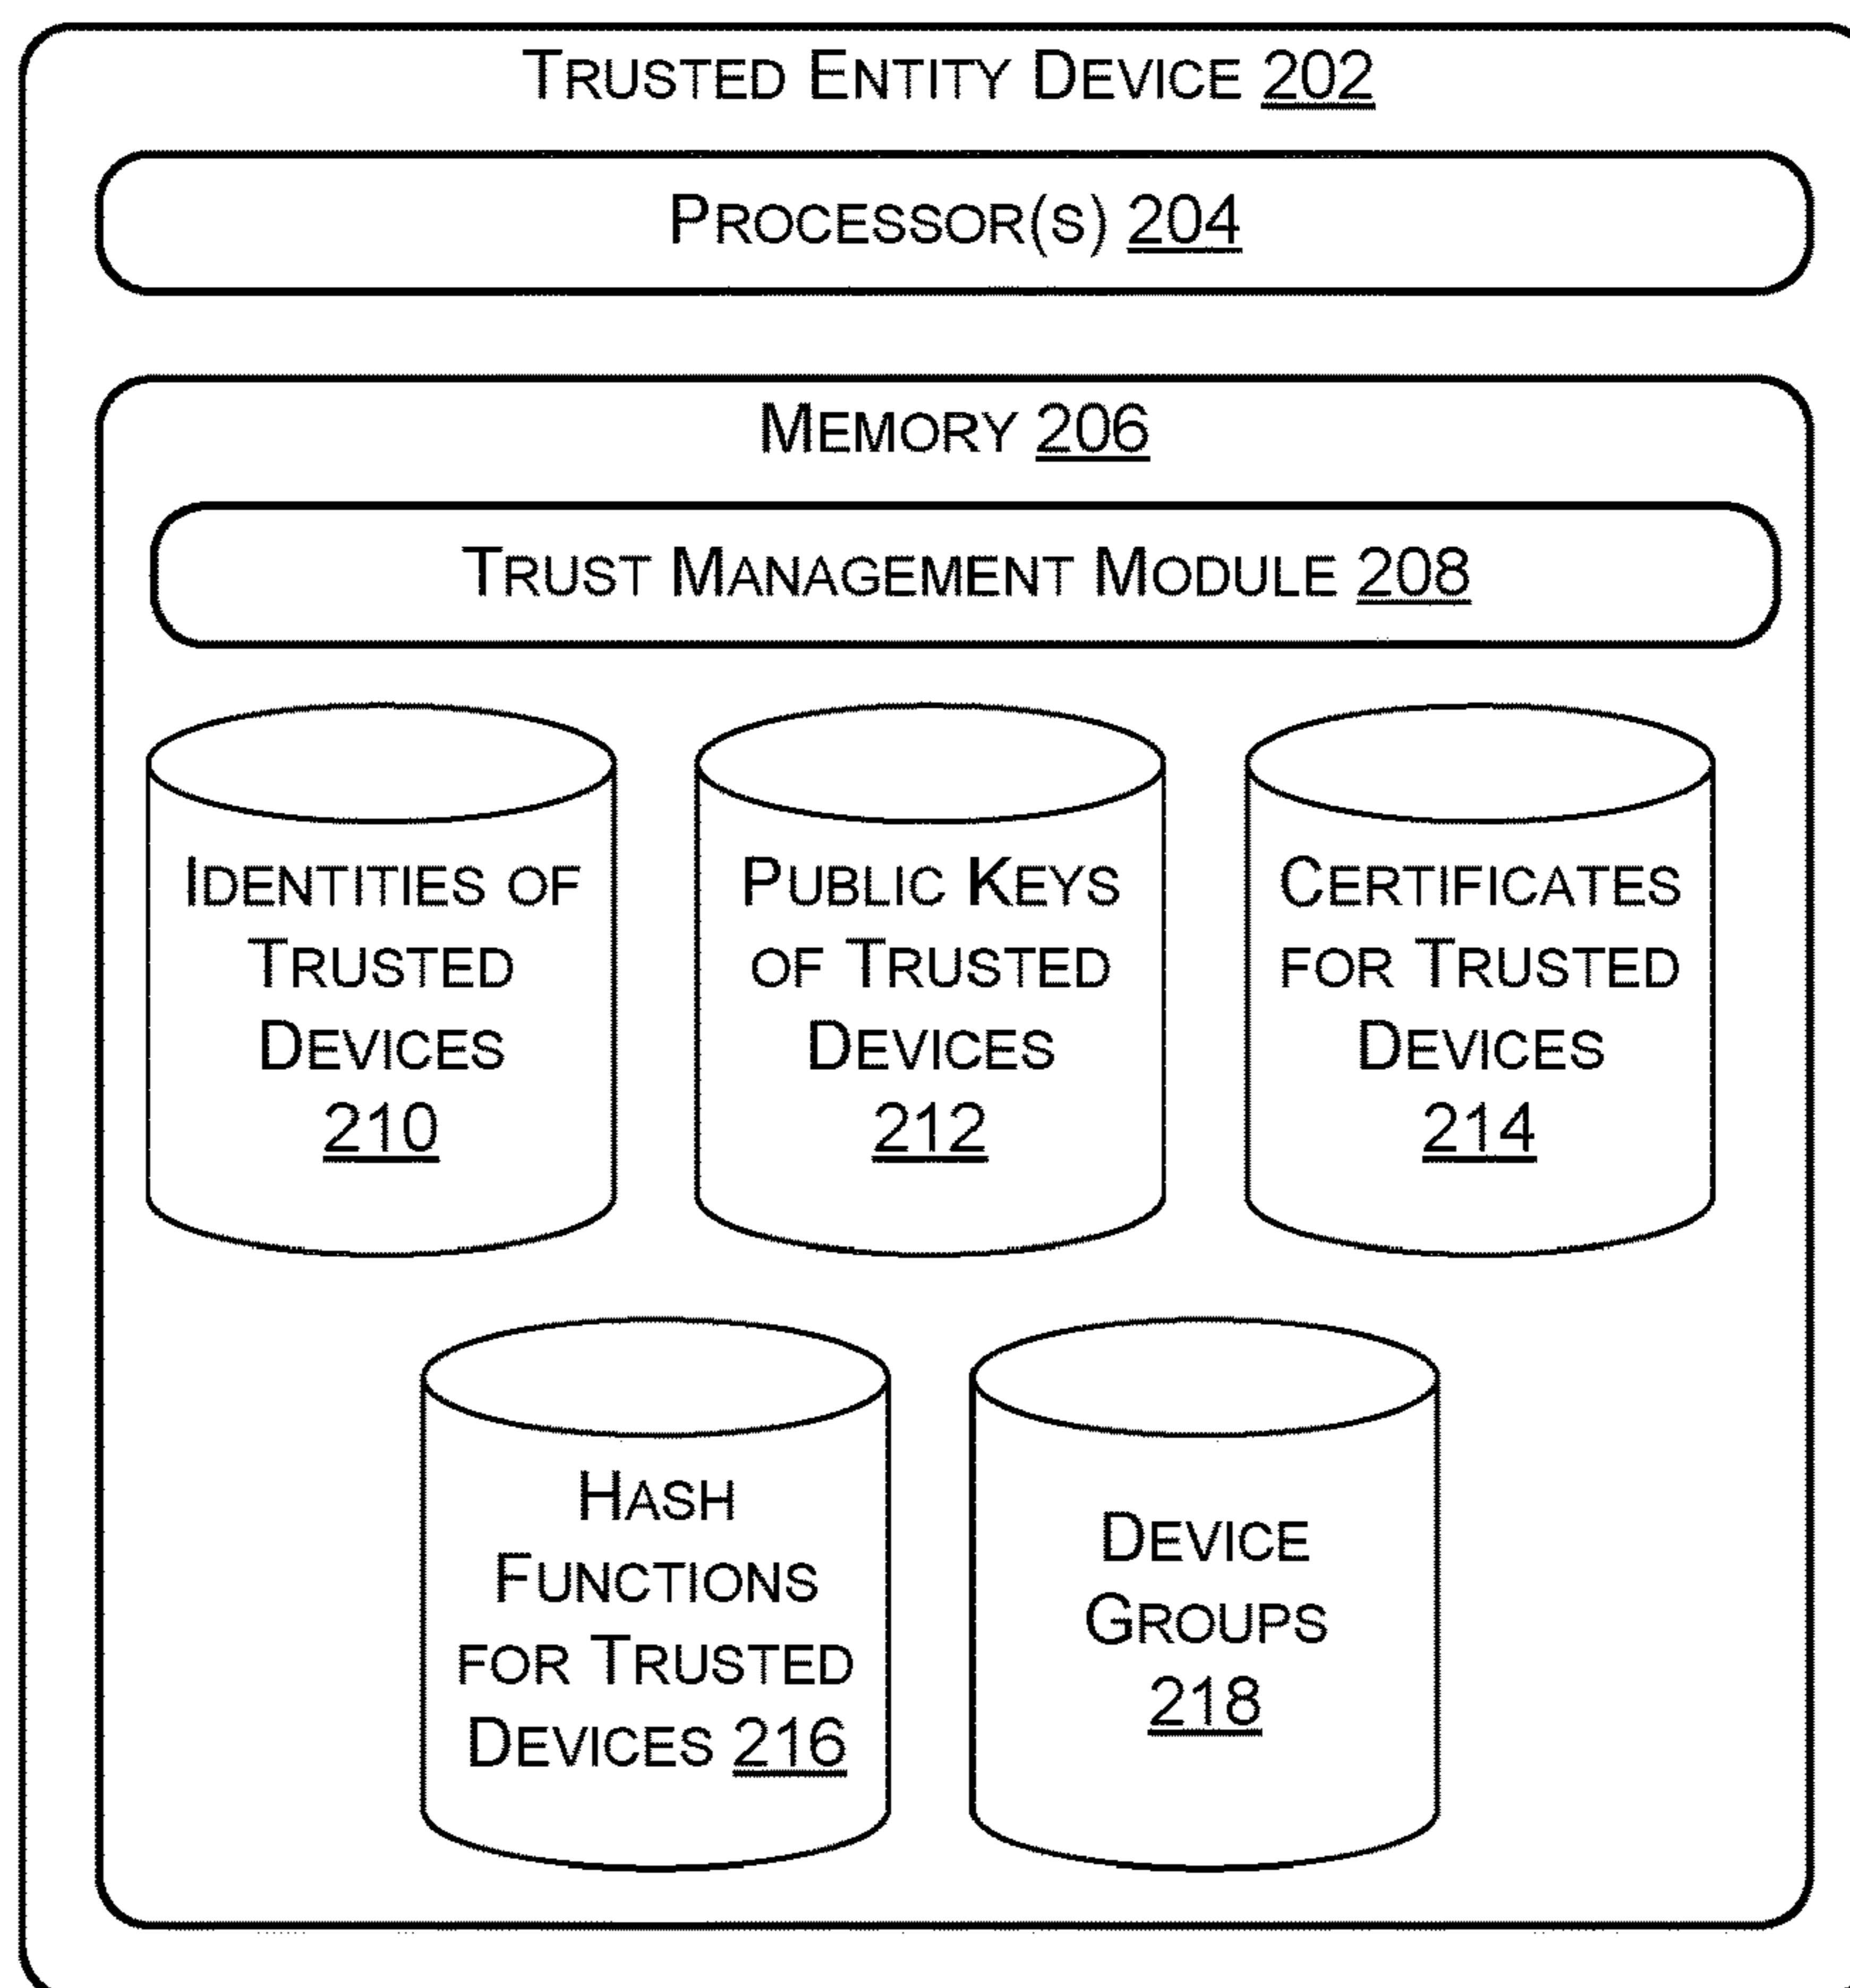 TRUSTED ENTITY DEVICE 202
PROCESSOR(S) 204
MEMORY 206
TRUST MANAGEMENT MODULE 208
IDENTITIES OF
TRUSTED
DEVICES
210
PUBLIC KEYS
OF TRUSTED
DEVICES
212
CERTIFICATES
FOR TRUSTED
DEVICES
214
HASH
FUNCTIONS
FOR TRUSTED
DEVICES 216
DEVICE
GROUPS
218